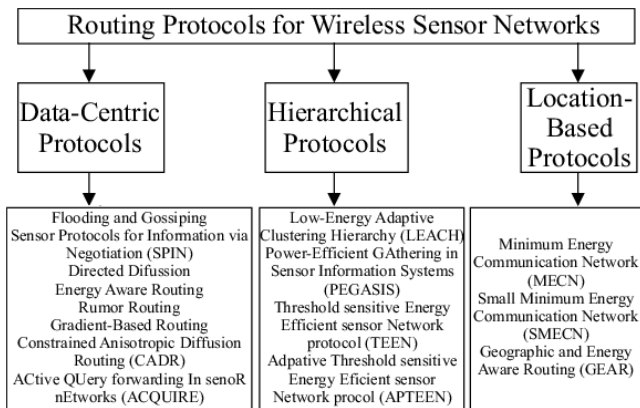 Routing Protocols for Wireless Sensor Networks
Data-Centric
Protocols
Hierarchical
Protocols
Location-
Based
Protocols
Flooding and Gossiping
Sensor Protocols for Information via
Negotiation (SPIN)
Directed Difussion
Energy Aware Routing
Rumor Routing
Gradient-Based Routing
Constrained Anisotropic Diffusion
Routing (CADR)
ACtive QUery forwarding In senoR
nEtworks (ACQUIRE)
Low-Energy Adaptive
Clustering Hierarchy (LEACH)
Power-Efficient GAthering in
Sensor Information Systems
(PEGASIS)
Threshold sensitive Energy
Efficient sensor Network
protocol (TEEN)
Adpative Threshold sensitive
Energy Eficient sensor
Network procol (APTEEN)
Minimum Energy
Communication Network
(MECN)
Small Minimum Energy
Communication Network
(SMECN)
Geographic and Energy
Aware Routing (GEAR)